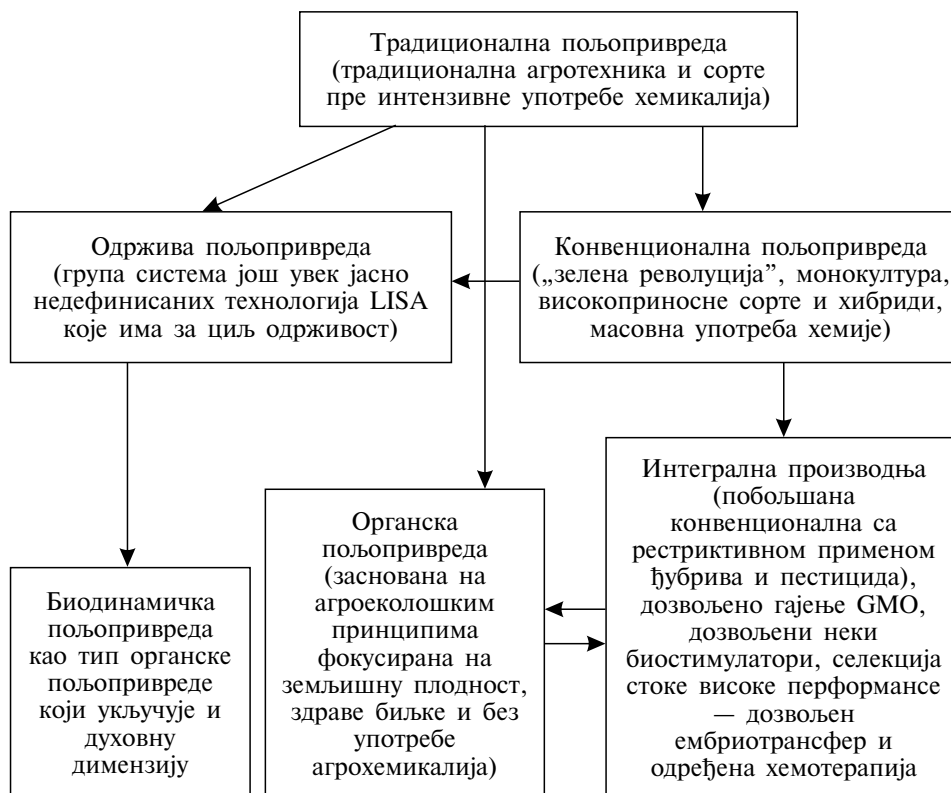 Традиционална пољопривреда
(традиционална агротехника и сорте
пре интензивне употребе хемикалија)
Одржива пољопривреда
(група система још увек јасно
недефинисаних технологија LISA
које има за циљ одрживост)
Конвенционална пољопривреда
(„зелена револуција”, монокултура,
високоприносне сорте и хибриди,
масовна употреба хемије)
Биодинамичка
пољопривреда
као тип органске
пољопривреде
који укључује и
духовну
димензију
Органска
пољопривреда
(заснована на
агроеколошким
принципима
фокусирана на
земљишну плодност,
здраве биљке и без
употребе
агрохемикалија)
Интегрална производња
(побољшана
конвенционална са
рестриктивном применом
ђубрива и пестицида),
дозвољено гајење GMO,
дозвољени неки
биостимулатори, селекција
стоке високе перформансе
— дозвољен
ембриотрансфер и
одређена хемотерапија